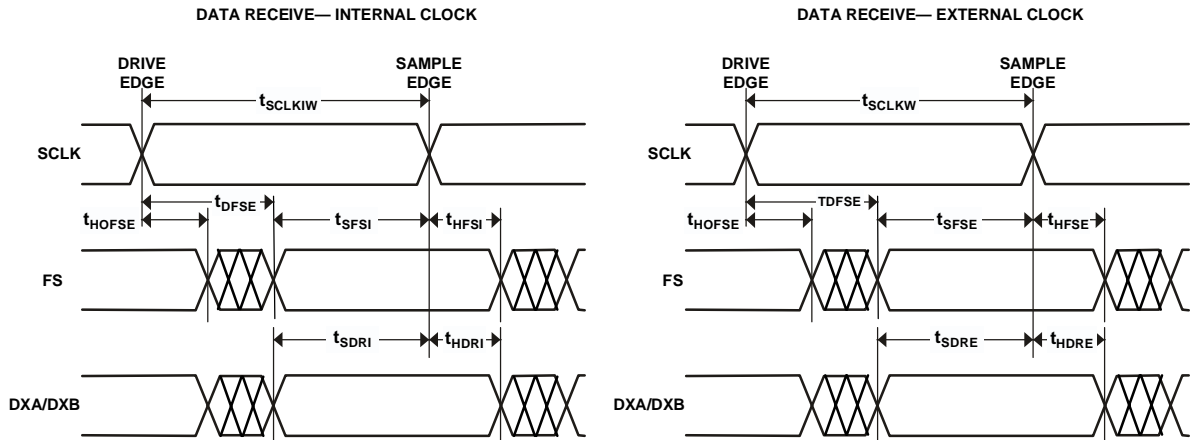 DATA RECEIVE— INTERNAL CLOCK
DRIVE
EDGE
SAMPLE
EDGE
tSCLKIW
SCLK
tDFSE
tHOFSE
tSFSI
tHFSI
FS
tSDRI
tHDRI
DXA/DXB
DATA RECEIVE— EXTERNAL CLOCK
DRIVE
EDGE
SAMPLE
EDGE
tSCLKW
SCLK
TDFSE
tHOFSE
tSFSE
tHFSE
FS
tSDRE
tHDRE
DXA/DXB